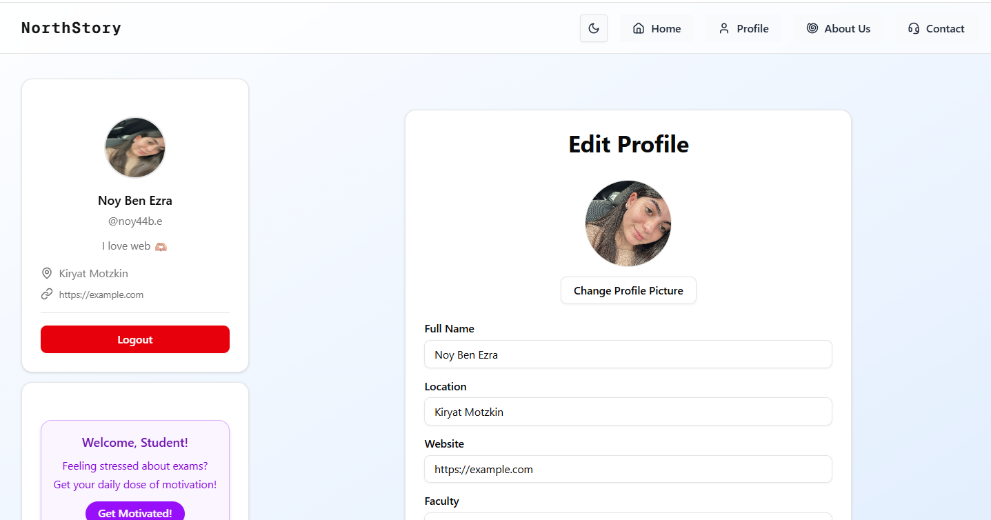 NorthStory
Home
Profile
About Us
Contact
Noy Ben Ezra
@noy44b.e
I love web 🫶🏼
Kiryat Motzkin
https://example.com
Logout
Welcome, Student!
Feeling stressed about exams?
Get your daily dose of motivation!
Get Motivated!
Edit Profile
Change Profile Picture
Full Name
Noy Ben Ezra
Location
Kiryat Motzkin
Website
https://example.com
Faculty